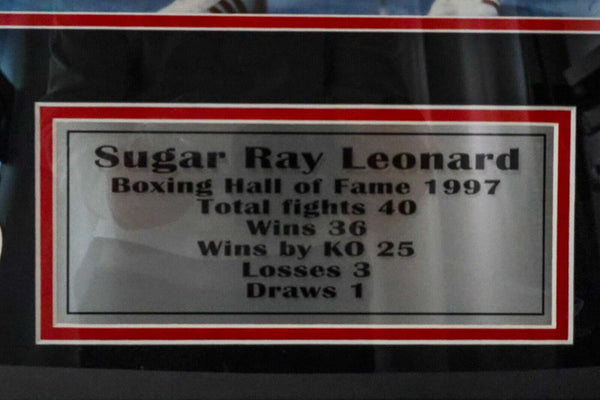 Sugar Ray Leonard
Boxing Hall of Fame 1997
Total fights 40
Wins 36
Wins by KO 25
Losses 3
Draws 1